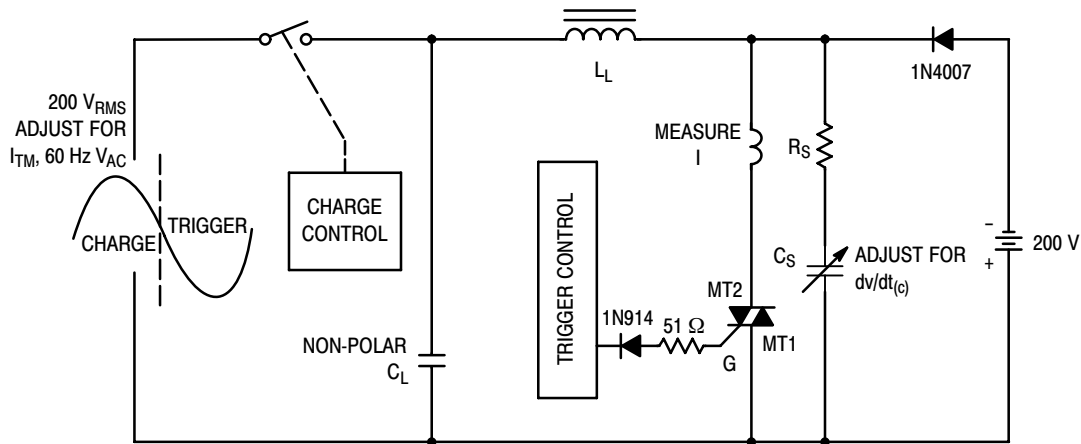 L_L
1N4007
200 V_RMS
ADJUST FOR
I_TM, 60 Hz V_AC
MEASURE
I
R_S
TRIGGER
CHARGE
CHARGE
CONTROL
TRIGGER CONTROL
-
+
200 V
C_S
ADJUST FOR
dv/dt_(c)
MT2
1N914
51 Ω
MT1
G
NON-POLAR
C_L